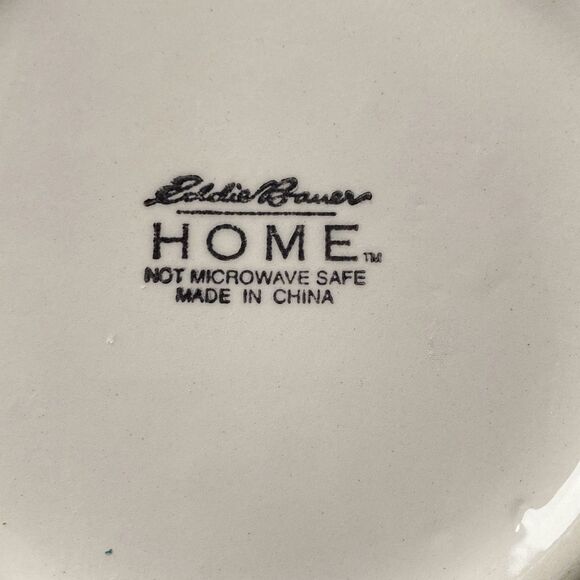 Eddie Bauer
HOME™
NOT MICROWAVE SAFE
MADE IN CHINA